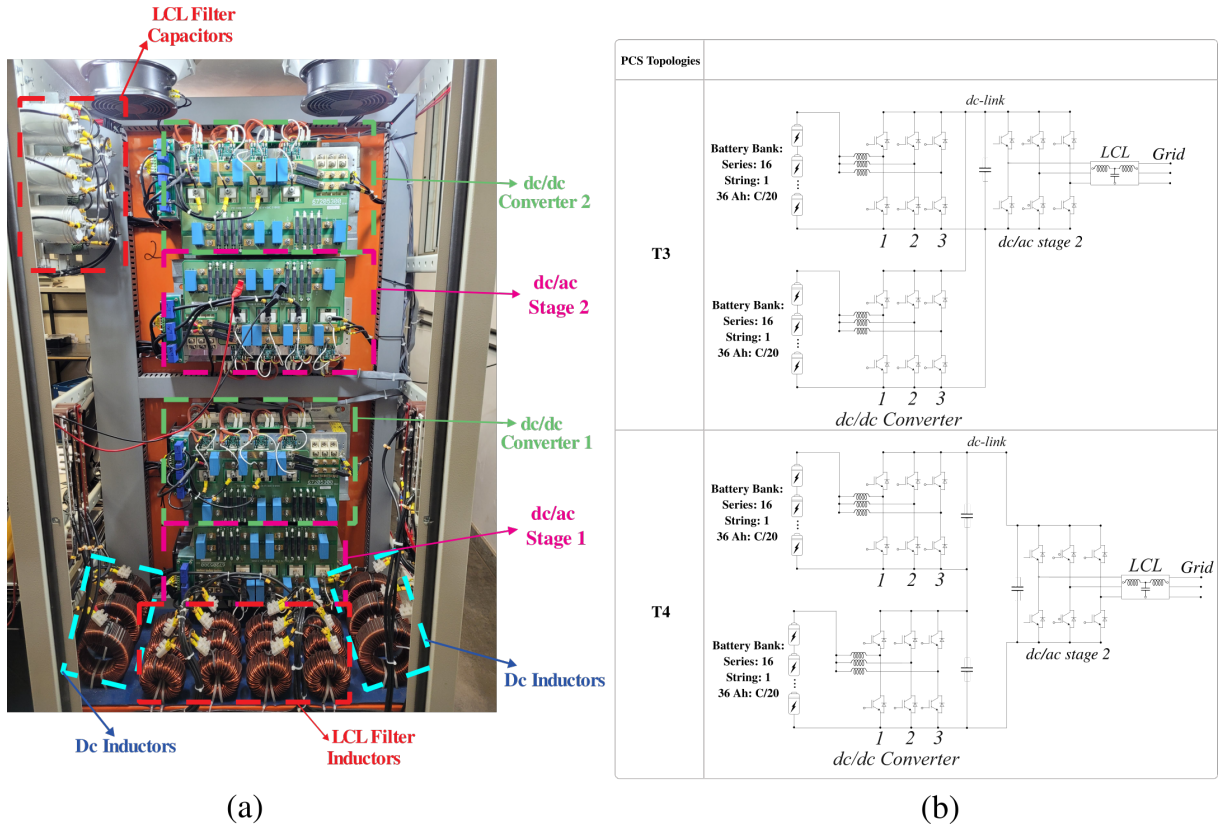 LCL Filter
Capacitors
dc/dc
Converter 2
dc/ac
Stage 2
dc/dc
Converter 1
dc/ac
Stage 1
Dc Inductors
Dc Inductors
LCL Filter
Inductors
2
67205300
(a)
PCS Topologies
T3
dc-link
Battery Bank:
Series: 16
String: 1
36 Ah: C/20
1 2 3
LCL
Grid
dc/ac stage 2
Battery Bank:
Series: 16
String: 1
36 Ah: C/20
1 2 3
dc/dc Converter
T4
dc-link
Battery Bank:
Series: 16
String: 1
36 Ah: C/20
1 2 3
LCL
Grid
dc/ac stage 2
Battery Bank:
Series: 16
String: 1
36 Ah: C/20
1 2 3
dc/dc Converter
(b)